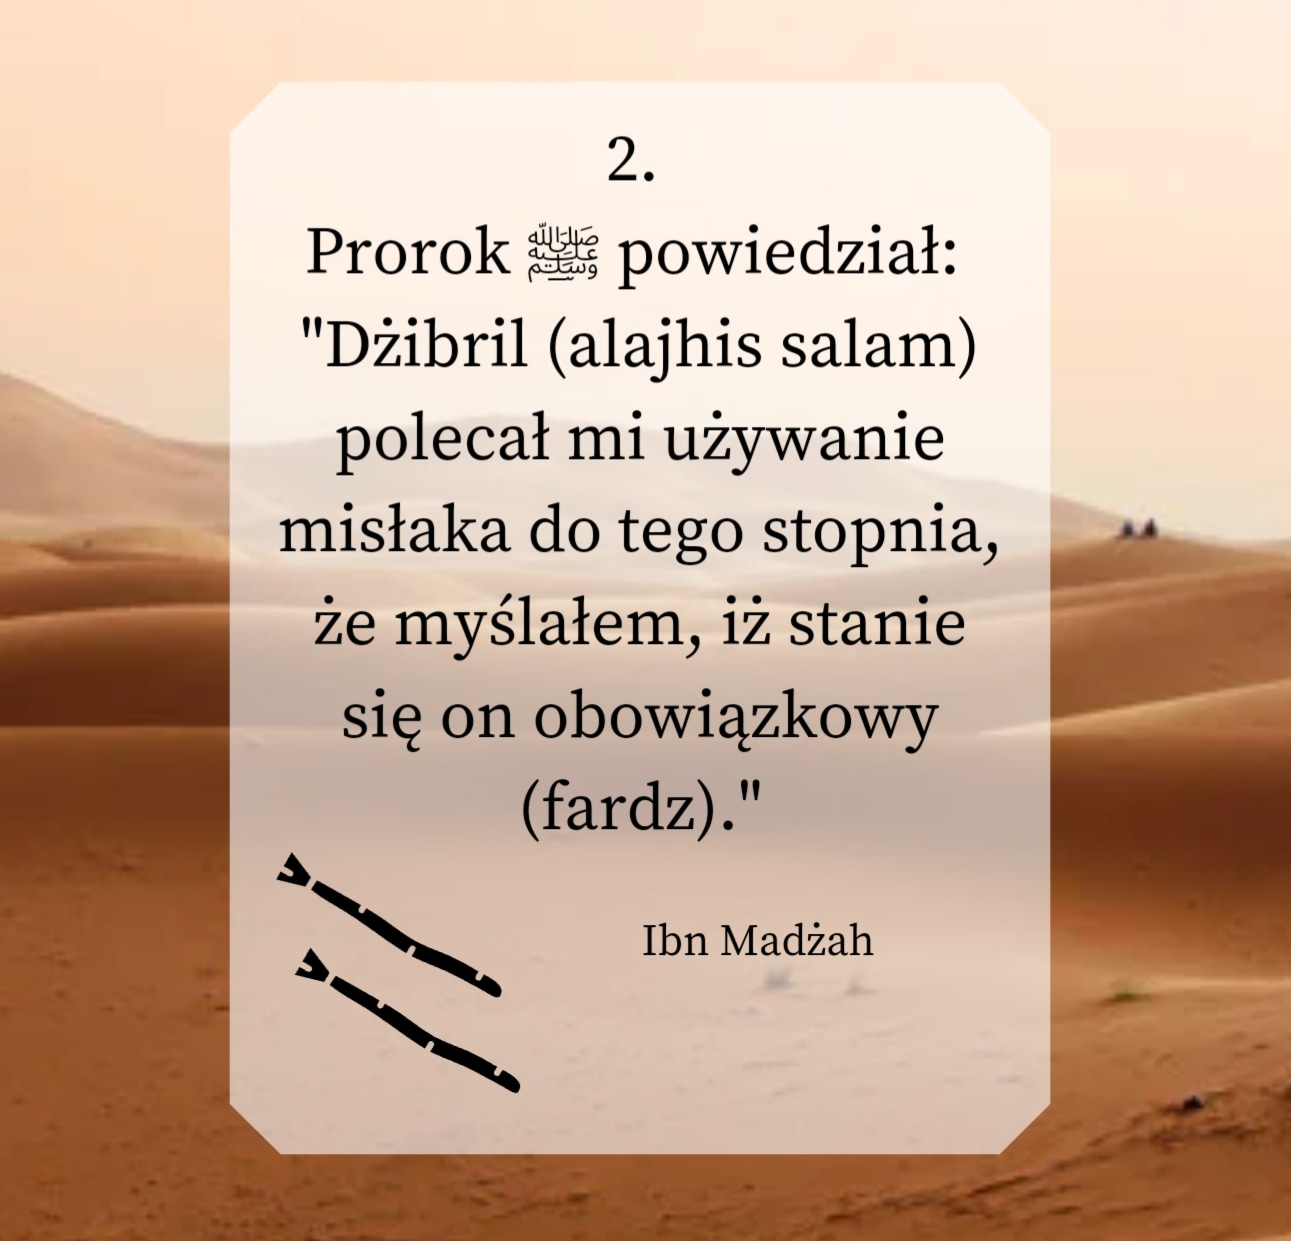 2.
Prorok ﷺ powiedział:
"Dżibril (alajhis salam)
polecał mi używanie
misłaka do tego stopnia,
że myślałem, iż stanie
się on obowiązkowy
(fardz)."
Ibn Madżah